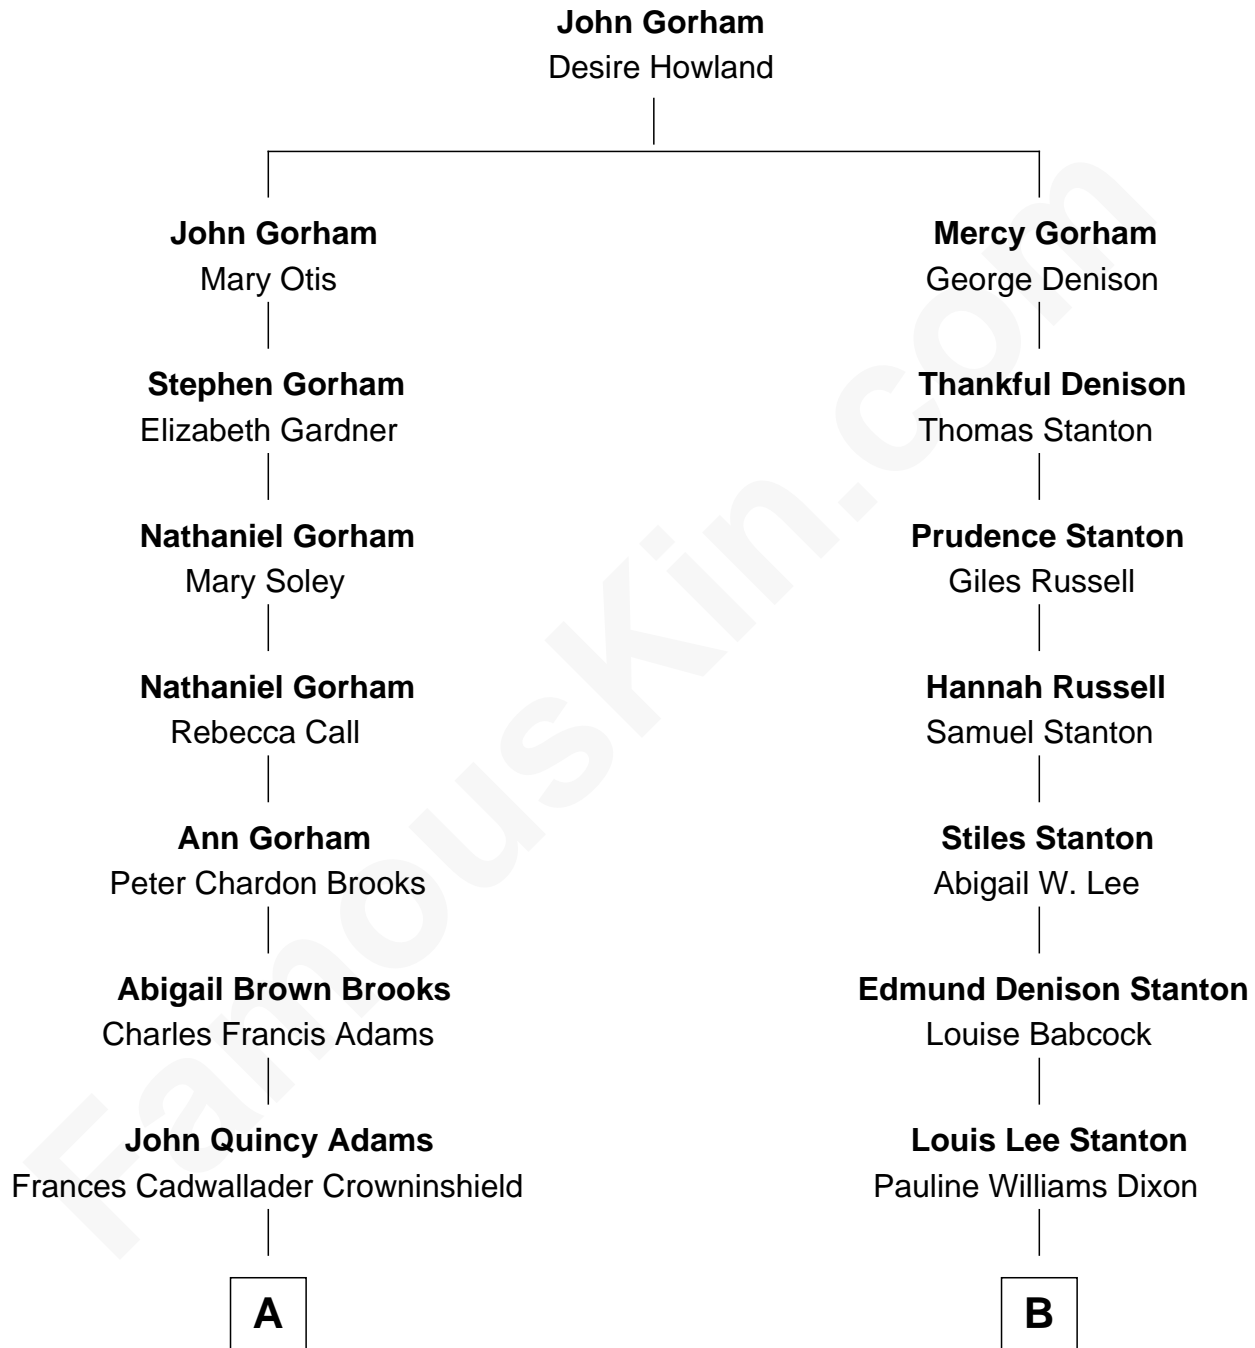 John Gorham
Desire Howland
John Gorham
Mary Otis
Mercy Gorham
George Denison
Stephen Gorham
Elizabeth Gardner
Thankful Denison
Thomas Stanton
Nathaniel Gorham
Mary Soley
Prudence Stanton
Giles Russell
Nathaniel Gorham
Rebecca Call
Hannah Russell
Samuel Stanton
Ann Gorham
Peter Chardon Brooks
Stiles Stanton
Abigail W. Lee
Abigail Brown Brooks
Charles Francis Adams
Edmund Denison Stanton
Louise Babcock
John Quincy Adams
Frances Cadwallader Crowninshield
Louis Lee Stanton
Pauline Williams Dixon
A
B
FamousKin.com